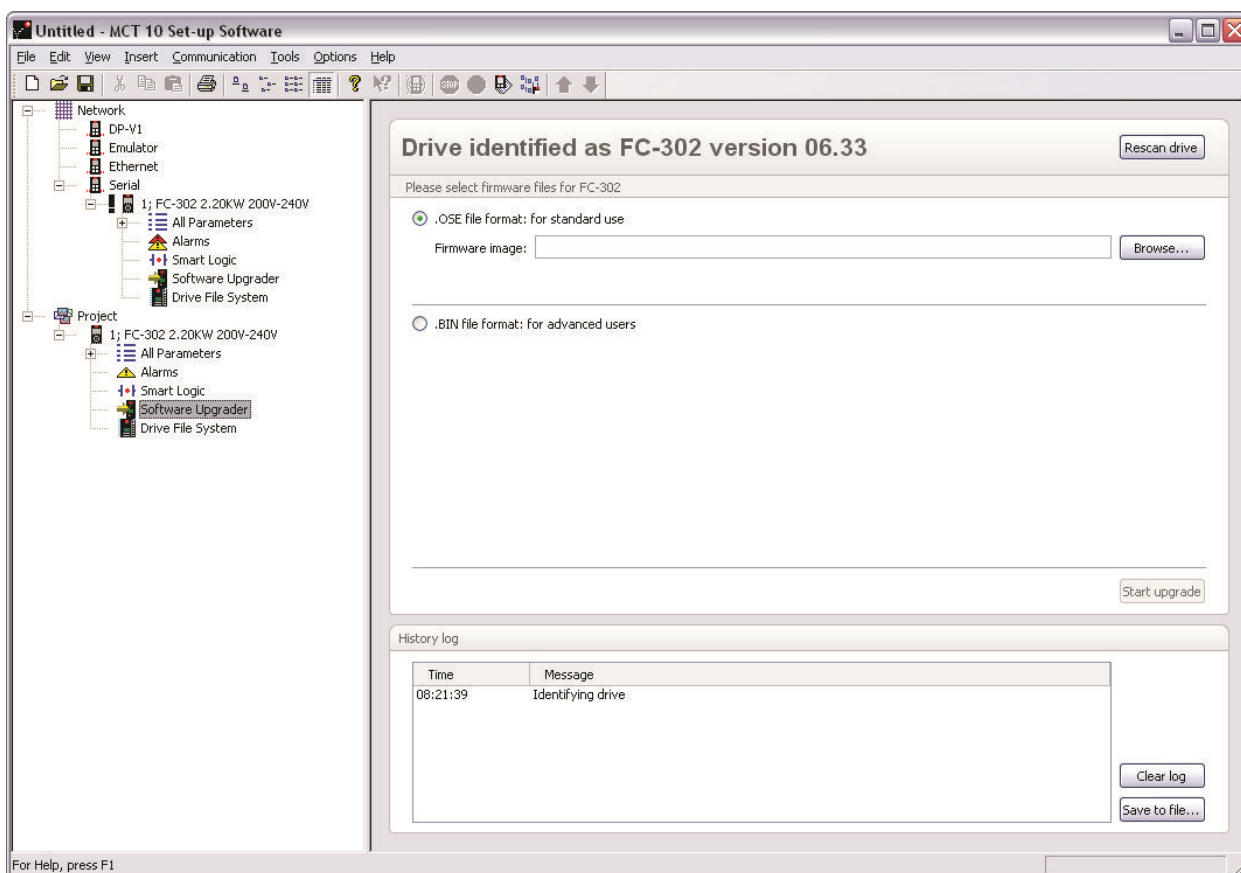 Untitled - MCT 10 Set-up Software
File Edit View Insert Communication Tools Options Help
STOP
Network
DP-V1
Emulator
Ethernet
Serial
1; FC-302 2.20KW 200V-240V
All Parameters
Alarms
Smart Logic
Software Upgrader
Drive File System
Project
1; FC-302 2.20KW 200V-240V
All Parameters
Alarms
Smart Logic
Software Upgrader
Drive File System
Drive identified as FC-302 version 06.33
Rescan drive
Please select firmware files for FC-302
.OSE file format: for standard use
Firmware image:
Browse...
.BIN file format: for advanced users
Start upgrade
History log
Time Message
08:21:39 Identifying drive
Clear log
Save to file...
For Help, press F1